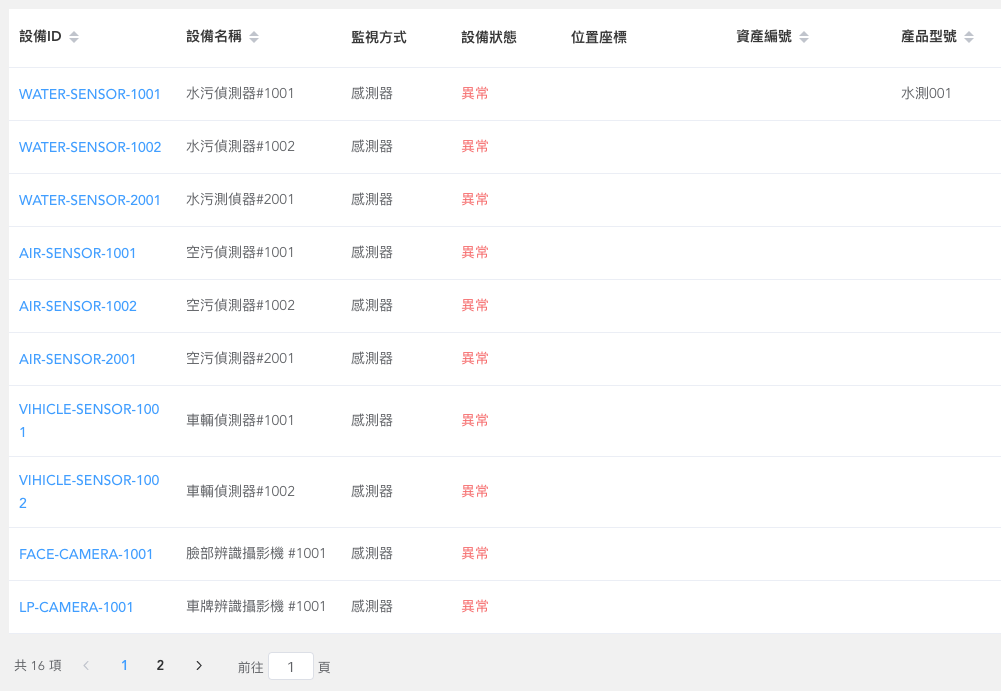 設備ID 設備名稱 監視方式 設備狀態 位置座標 資產編號 產品型號
WATER-SENSOR-1001 水污偵測器#1001 感測器 異常 水測001
WATER-SENSOR-1002 水污偵測器#1002 感測器 異常
WATER-SENSOR-2001 水污測偵器#2001 感測器 異常
AIR-SENSOR-1001 空污偵測器#1001 感測器 異常
AIR-SENSOR-1002 空污偵測器#1002 感測器 異常
AIR-SENSOR-2001 空污偵測器#2001 感測器 異常
VIHICLE-SENSOR-100
1 車輛偵測器#1001 感測器 異常
VIHICLE-SENSOR-100
2 車輛偵測器#1002 感測器 異常
FACE-CAMERA-1001 臉部辨識攝影機 #1001 感測器 異常
LP-CAMERA-1001 車牌辨識攝影機 #1001 感測器 異常
共 16 項 1 2 前往 1 頁